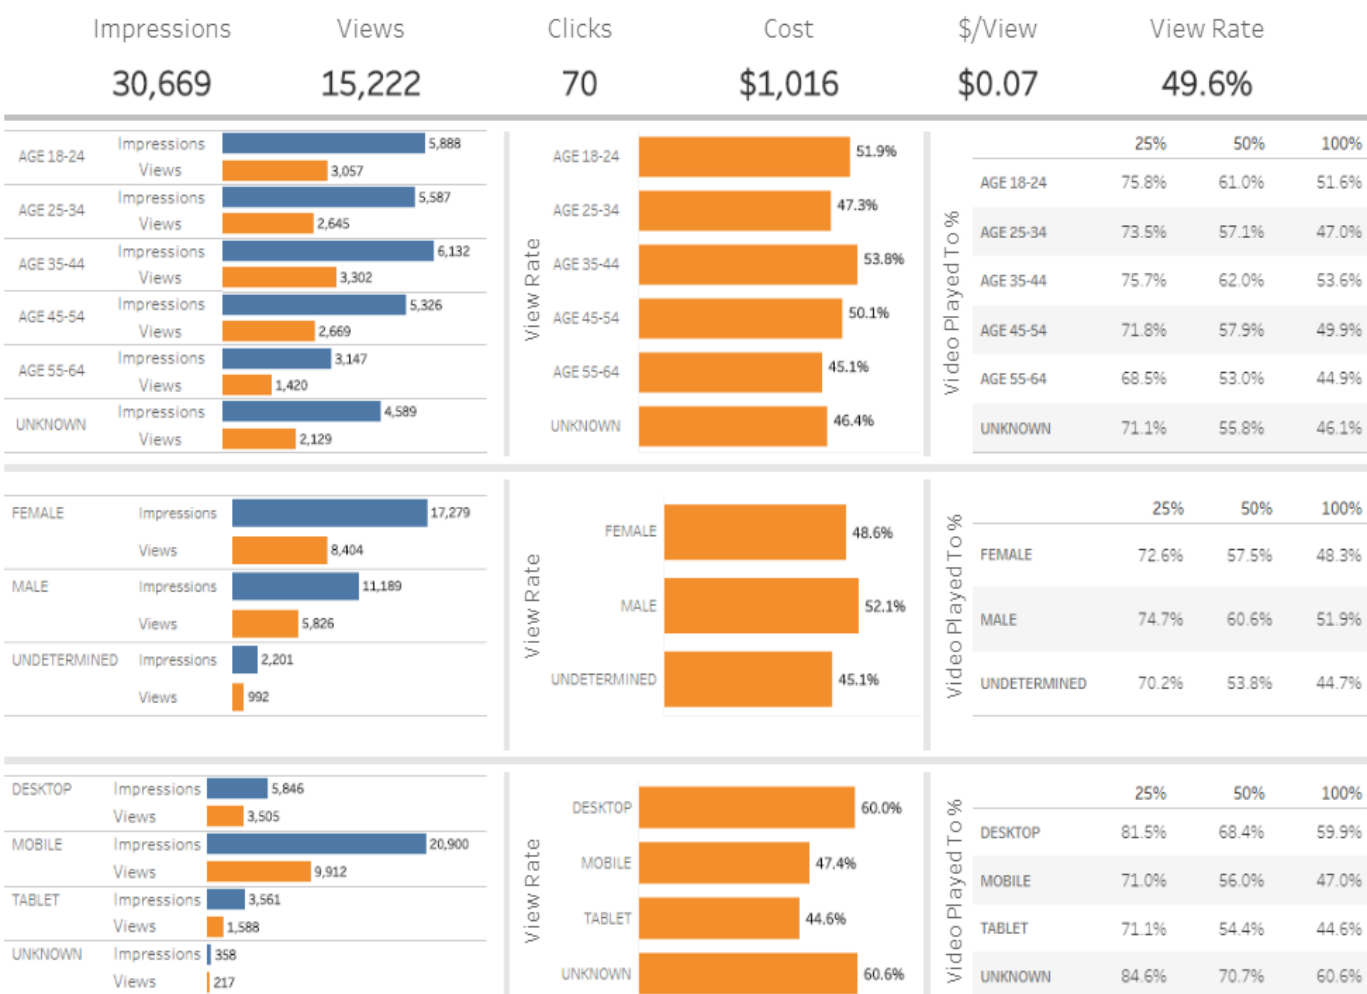 Impressions Views Clicks Cost $/View View Rate
30,669 15,222 70 $1,016 $0.07 49.6%
AGE 18-24 Impressions 5,888
Views 3,057
AGE 25-34 Impressions 5,587
Views 2,645
AGE 35-44 Impressions 6,132
Views 3,302
AGE 45-54 Impressions 5,326
Views 2,669
AGE 55-64 Impressions 3,147
Views 1,420
UNKNOWN Impressions 4,589
Views 2,129
View Rate
AGE 18-24 51.9%
AGE 25-34 47.3%
AGE 35-44 53.8%
AGE 45-54 50.1%
AGE 55-64 45.1%
UNKNOWN 46.4%
Video Played To %
25% 50% 100%
AGE 18-24 75.8% 61.0% 51.6%
AGE 25-34 73.5% 57.1% 47.0%
AGE 35-44 75.7% 62.0% 53.6%
AGE 45-54 71.8% 57.9% 49.9%
AGE 55-64 68.5% 53.0% 44.9%
UNKNOWN 71.1% 55.8% 46.1%
FEMALE Impressions 17,279
Views 8,404
MALE Impressions 11,189
Views 5,826
UNDETERMINED Impressions 2,201
Views 992
View Rate
FEMALE 48.6%
MALE 52.1%
UNDETERMINED 45.1%
Video Played To %
25% 50% 100%
FEMALE 72.6% 57.5% 48.3%
MALE 74.7% 60.6% 51.9%
UNDETERMINED 70.2% 53.8% 44.7%
DESKTOP Impressions 5,846
Views 3,505
MOBILE Impressions 20,900
Views 9,912
TABLET Impressions 3,561
Views 1,588
UNKNOWN Impressions 358
Views 217
View Rate
DESKTOP 60.0%
MOBILE 47.4%
TABLET 44.6%
UNKNOWN 60.6%
Video Played To %
25% 50% 100%
DESKTOP 81.5% 68.4% 59.9%
MOBILE 71.0% 56.0% 47.0%
TABLET 71.1% 54.4% 44.6%
UNKNOWN 84.6% 70.7% 60.6%